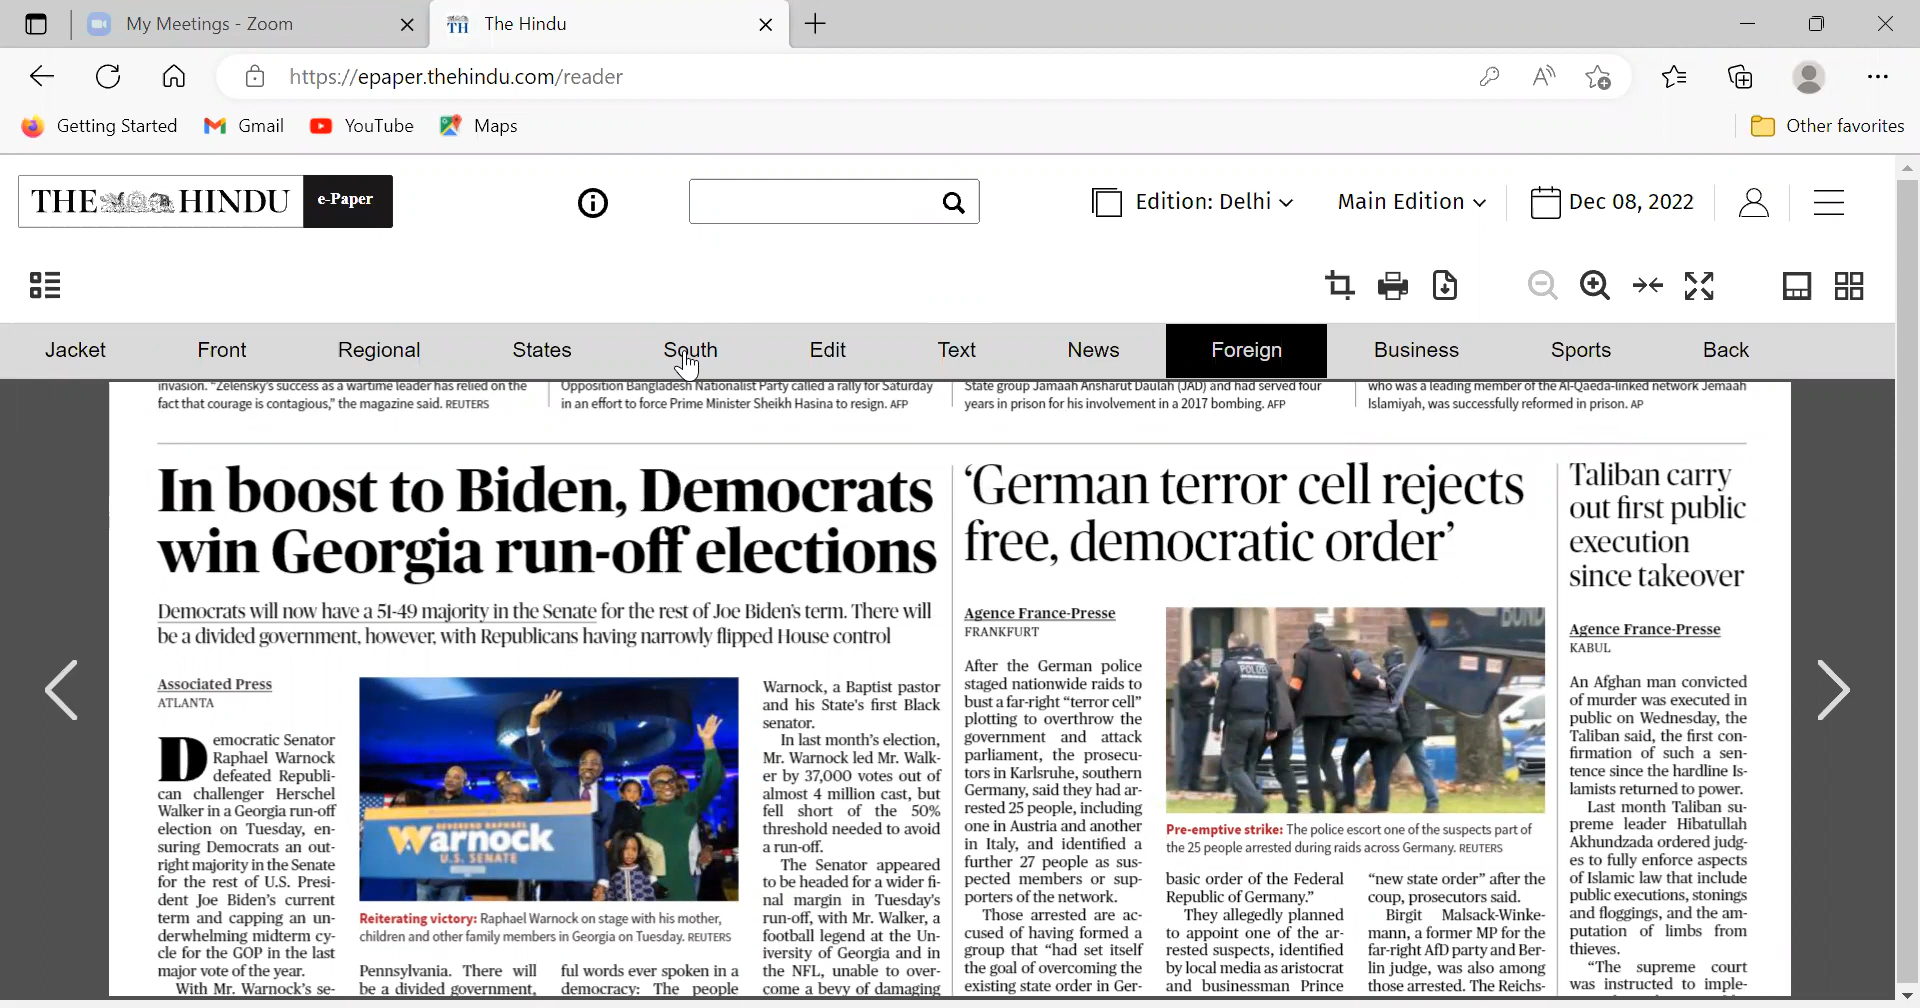 My Meetings - Zoom
The Hindu
https://epaper.thehindu.com/reader
Getting Started
Gmail
YouTube
Maps
Other favorites
THE HINDU
e-Paper
Edition: Delhi
Main Edition
Dec 08, 2022
Jacket
Front
Regional
States
South
Edit
Text
News
Foreign
Business
Sports
Back
invasion. “Zelensky’s success as a wartime leader has relied on the
fact that courage is contagious,” the magazine said. REUTERS
Opposition Bangladesh Nationalist Party called a rally for Saturday
in an effort to force Prime Minister Sheikh Hasina to resign. AFP
State group Jamaah Ansharut Daulah (JAD) and had served four
years in prison for his involvement in a 2017 bombing. AFP
who was a leading member of the Al-Qaeda-linked network Jemaah
Islamiyah, was successfully reformed in prison. AP
In boost to Biden, Democrats
win Georgia run-off elections
Democrats will now have a 51-49 majority in the Senate for the rest of Joe Biden’s term. There will
be a divided government, however, with Republicans having narrowly flipped House control
Associated Press
ATLANTA
Democratic Senator
Raphael Warnock
defeated Republi-
can challenger Herschel
Walker in a Georgia run-off
election on Tuesday, en-
suring Democrats an out-
right majority in the Senate
for the rest of U.S. Presi-
dent Joe Biden’s current
term and capping an un-
derwhelming midterm cy-
cle for the GOP in the last
major vote of the year.
With Mr. Warnock’s se-
Warnock
U.S. SENATE
Reiterating victory: Raphael Warnock on stage with his mother,
children and other family members in Georgia on Tuesday. REUTERS
Pennsylvania. There will
be a divided government,
ful words ever spoken in a
democracy: The people
Warnock, a Baptist pastor
and his State’s first Black
senator.
In last month’s election,
Mr. Warnock led Mr. Walk-
er by 37,000 votes out of
almost 4 million cast, but
fell short of the 50%
threshold needed to avoid
a run-off.
The Senator appeared
to be headed for a wider fi-
nal margin in Tuesday’s
run-off, with Mr. Walker, a
football legend at the Un-
iversity of Georgia and in
the NFL, unable to over-
come a bevy of damaging
‘German terror cell rejects
free, democratic order’
Agence France-Presse
FRANKFURT
After the German police
staged nationwide raids to
bust a far-right “terror cell”
plotting to overthrow the
government and attack
parliament, the prosecu-
tors in Karlsruhe, southern
Germany, said they had ar-
rested 25 people, including
one in Austria and another
in Italy, and identified a
further 27 people as sus-
pected members or sup-
porters of the network.
Those arrested are ac-
cused of having formed a
group that “had set itself
the goal of overcoming the
existing state order in Ger-
POLIZEI
Pre-emptive strike: The police escort one of the suspects part of
the 25 people arrested during raids across Germany. REUTERS
basic order of the Federal
Republic of Germany.”
They allegedly planned
to appoint one of the ar-
rested suspects, identified
by local media as aristocrat
and businessman Prince
“new state order” after the
coup, prosecutors said.
Birgit Malsack-Winke-
mann, a former MP for the
far-right AfD party and Ber-
lin judge, was also among
those arrested. The Reichs-
Taliban carry
out first public
execution
since takeover
Agence France-Presse
KABUL
An Afghan man convicted
of murder was executed in
public on Wednesday, the
Taliban said, the first con-
firmation of such a sen-
tence since the hardline Is-
lamists returned to power.
Last month Taliban su-
preme leader Hibatullah
Akhundzada ordered judg-
es to fully enforce aspects
of Islamic law that include
public executions, stonings
and floggings, and the am-
putation of limbs from
thieves.
“The supreme court
was instructed to imple-